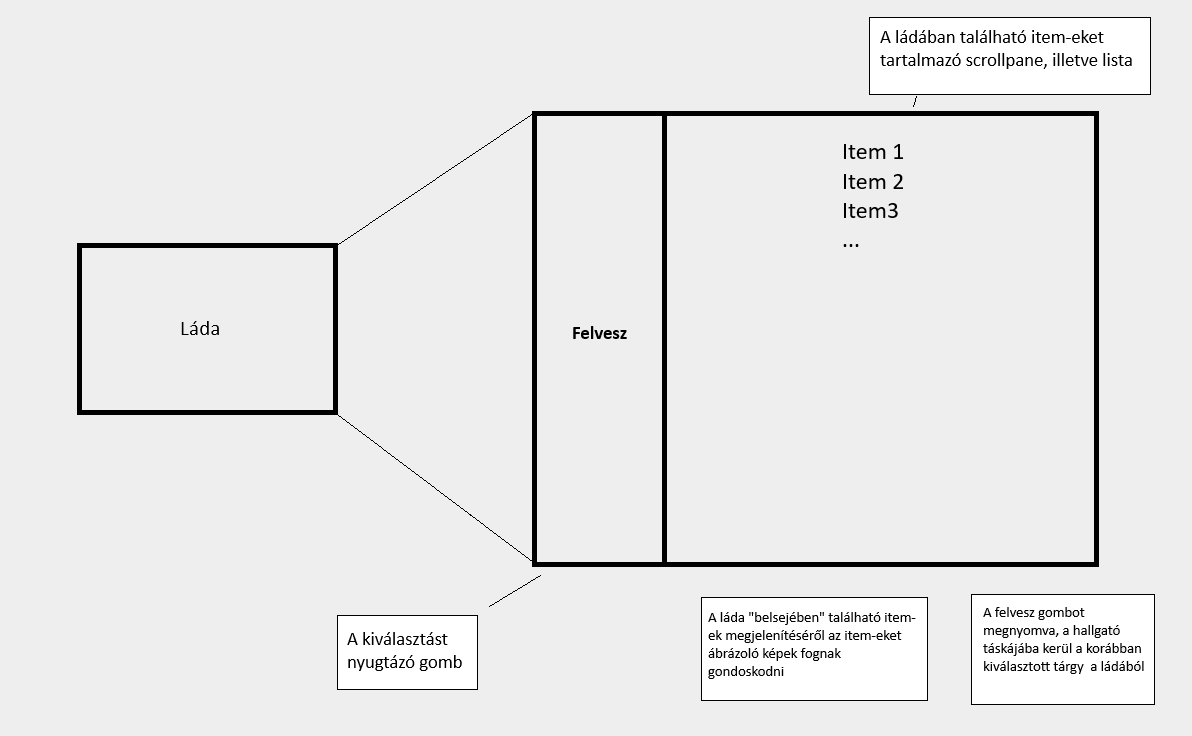 A ládában található item-eket
tartalmazó scrollpane, illetve lista
Item 1
Item 2
Item3
...
Láda
Felvesz
A kiválasztást
nyugtázó gomb
A láda "belsejében" található item-
ek megjelenítéséről az item-eket
ábrázoló képek fognak
gondoskodni
A felvesz gombot
megnyomva, a hallgató
táskájába kerül a korábban
kiválasztott tárgy a ládából